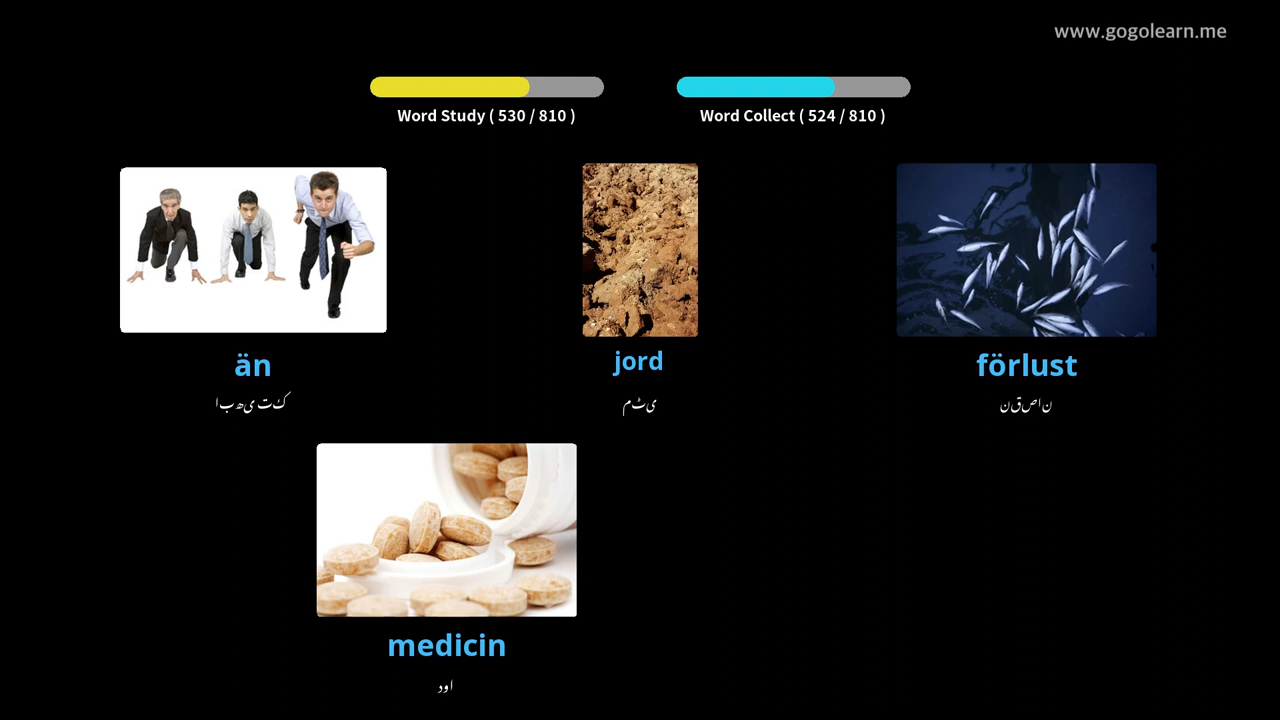 www.gogolearn.me
Word Study ( 530 / 810 )
Word Collect ( 524 / 810 )
än
jord
förlust
ابھی تک
مٹی
نقصان
medicin
دوا